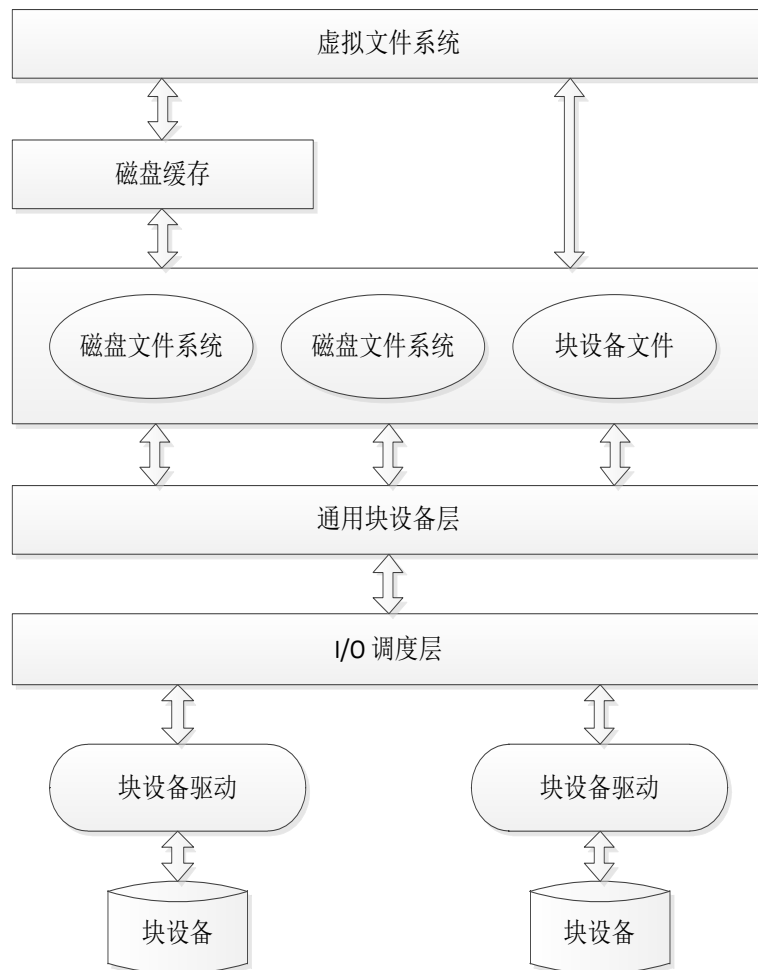 虚拟文件系统
磁盘缓存
磁盘文件系统
磁盘文件系统
块设备文件
通用块设备层
I/O 调度层
块设备驱动
块设备驱动
块设备
块设备